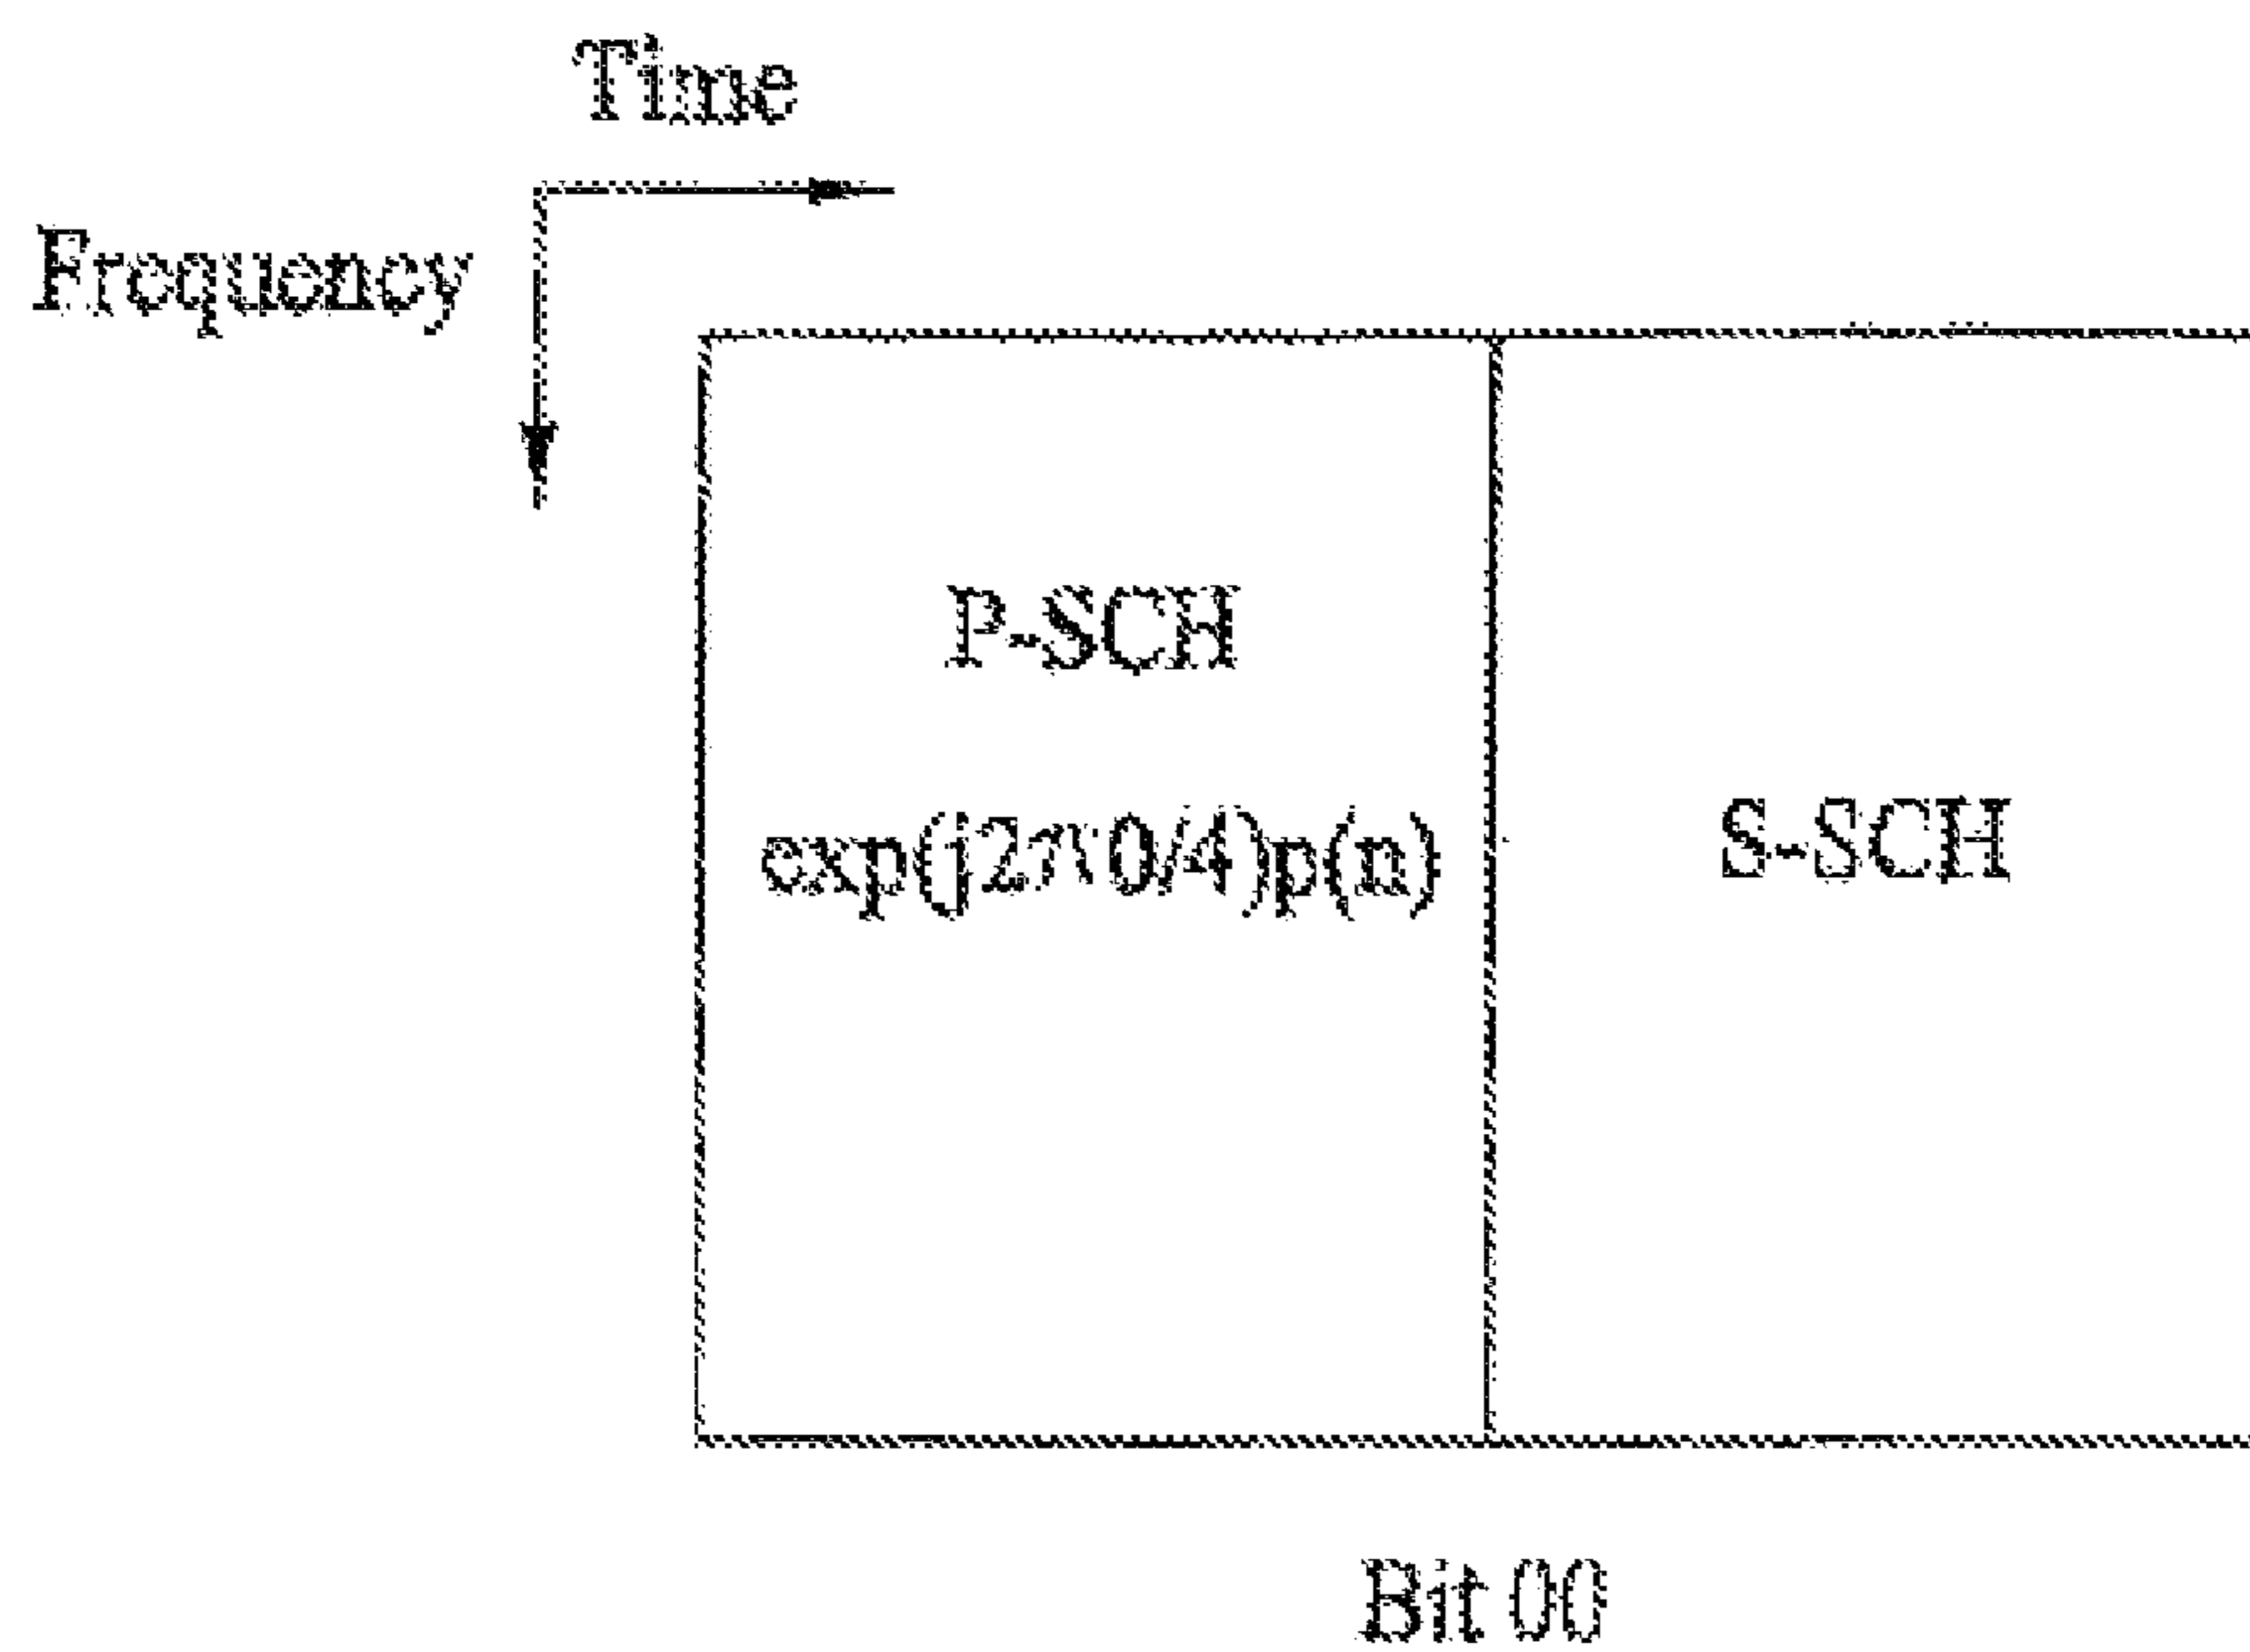 Time
Frequency
P-SCH
exp(j2π0/4)p(n)
S-SCH
Bit 00